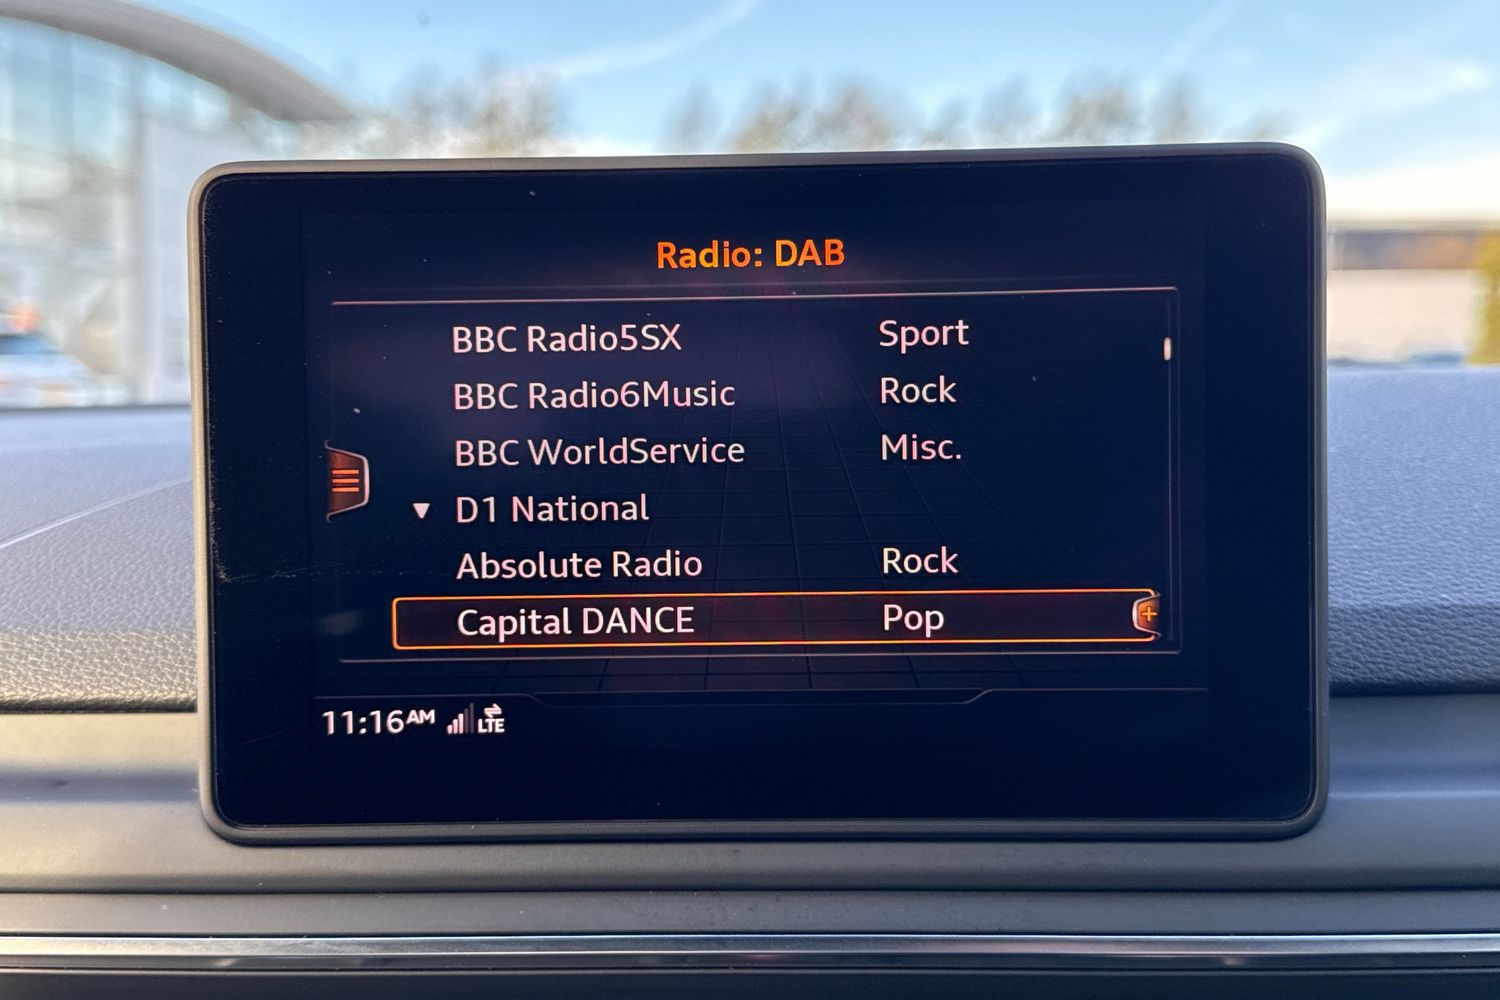 Radio: DAB
BBC Radio5SX Sport
BBC Radio6Music Rock
BBC WorldService Misc.
▼ D1 National
Absolute Radio Rock
Capital DANCE Pop +
11:16AM LTE